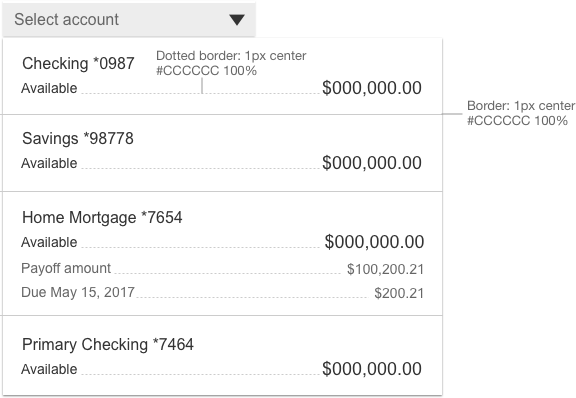 Select account
Checking *0987
Dotted border: 1px center
#CCCCCC 100%
Available $000,000.00
Border: 1px center
#CCCCCC 100%
Savings *98778
Available $000,000.00
Home Mortgage *7654
Available $000,000.00
Payoff amount $100,200.21
Due May 15, 2017 $200.21
Primary Checking *7464
Available $000,000.00